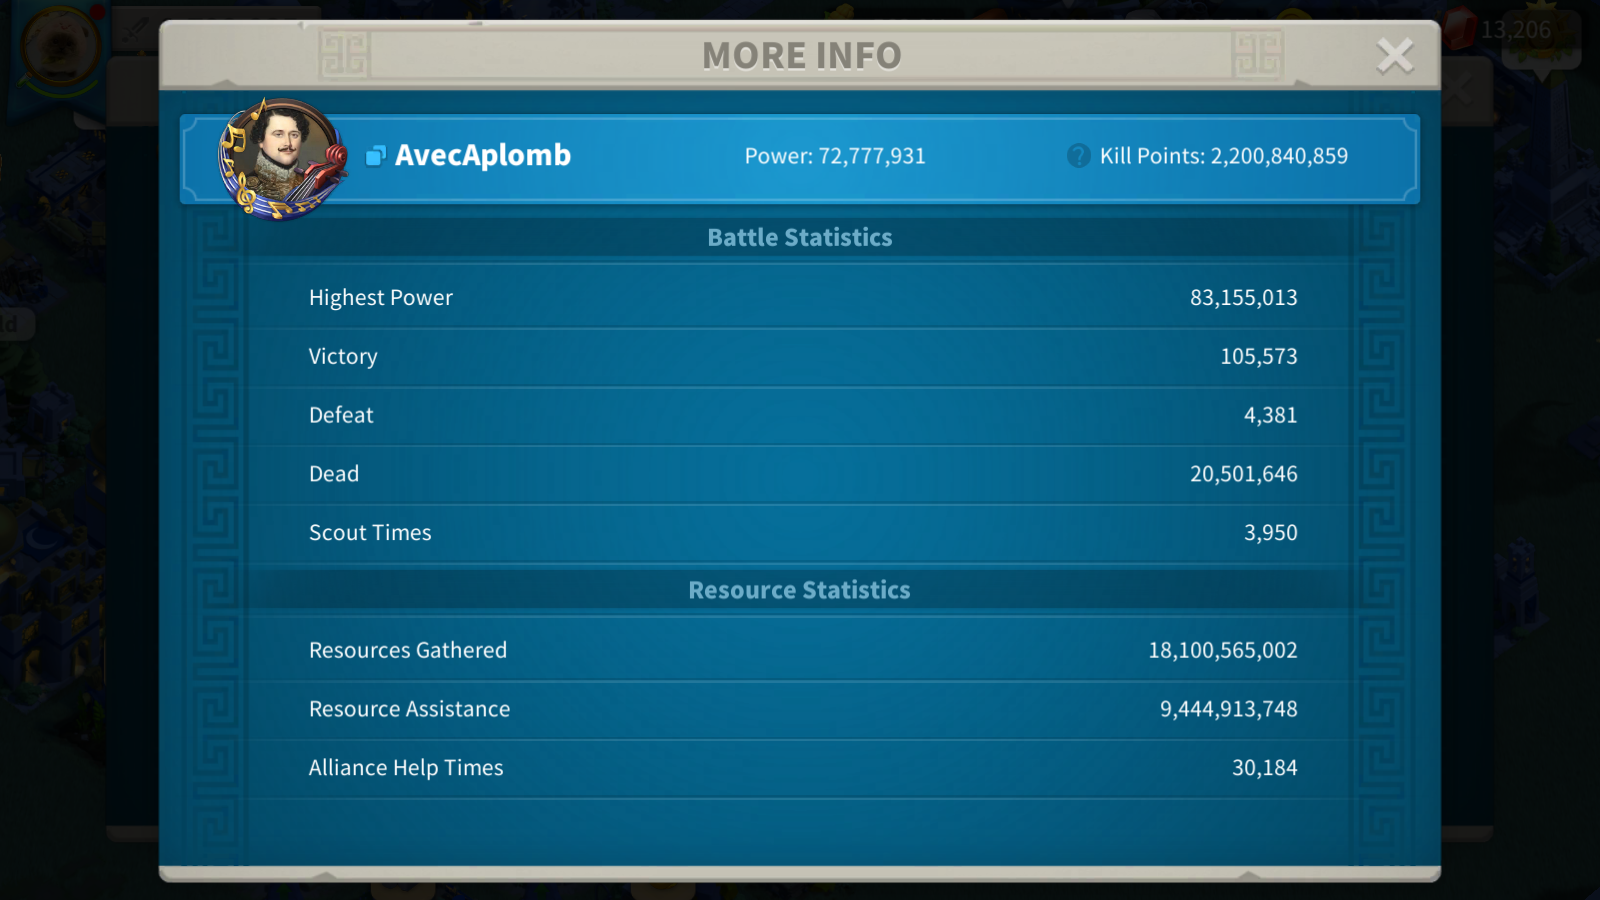 13,206
MORE INFO
AvecAplomb
Power: 72,777,931
? Kill Points: 2,200,840,859
Battle Statistics
Highest Power 83,155,013
Victory 105,573
Defeat 4,381
Dead 20,501,646
Scout Times 3,950
Resource Statistics
Resources Gathered 18,100,565,002
Resource Assistance 9,444,913,748
Alliance Help Times 30,184